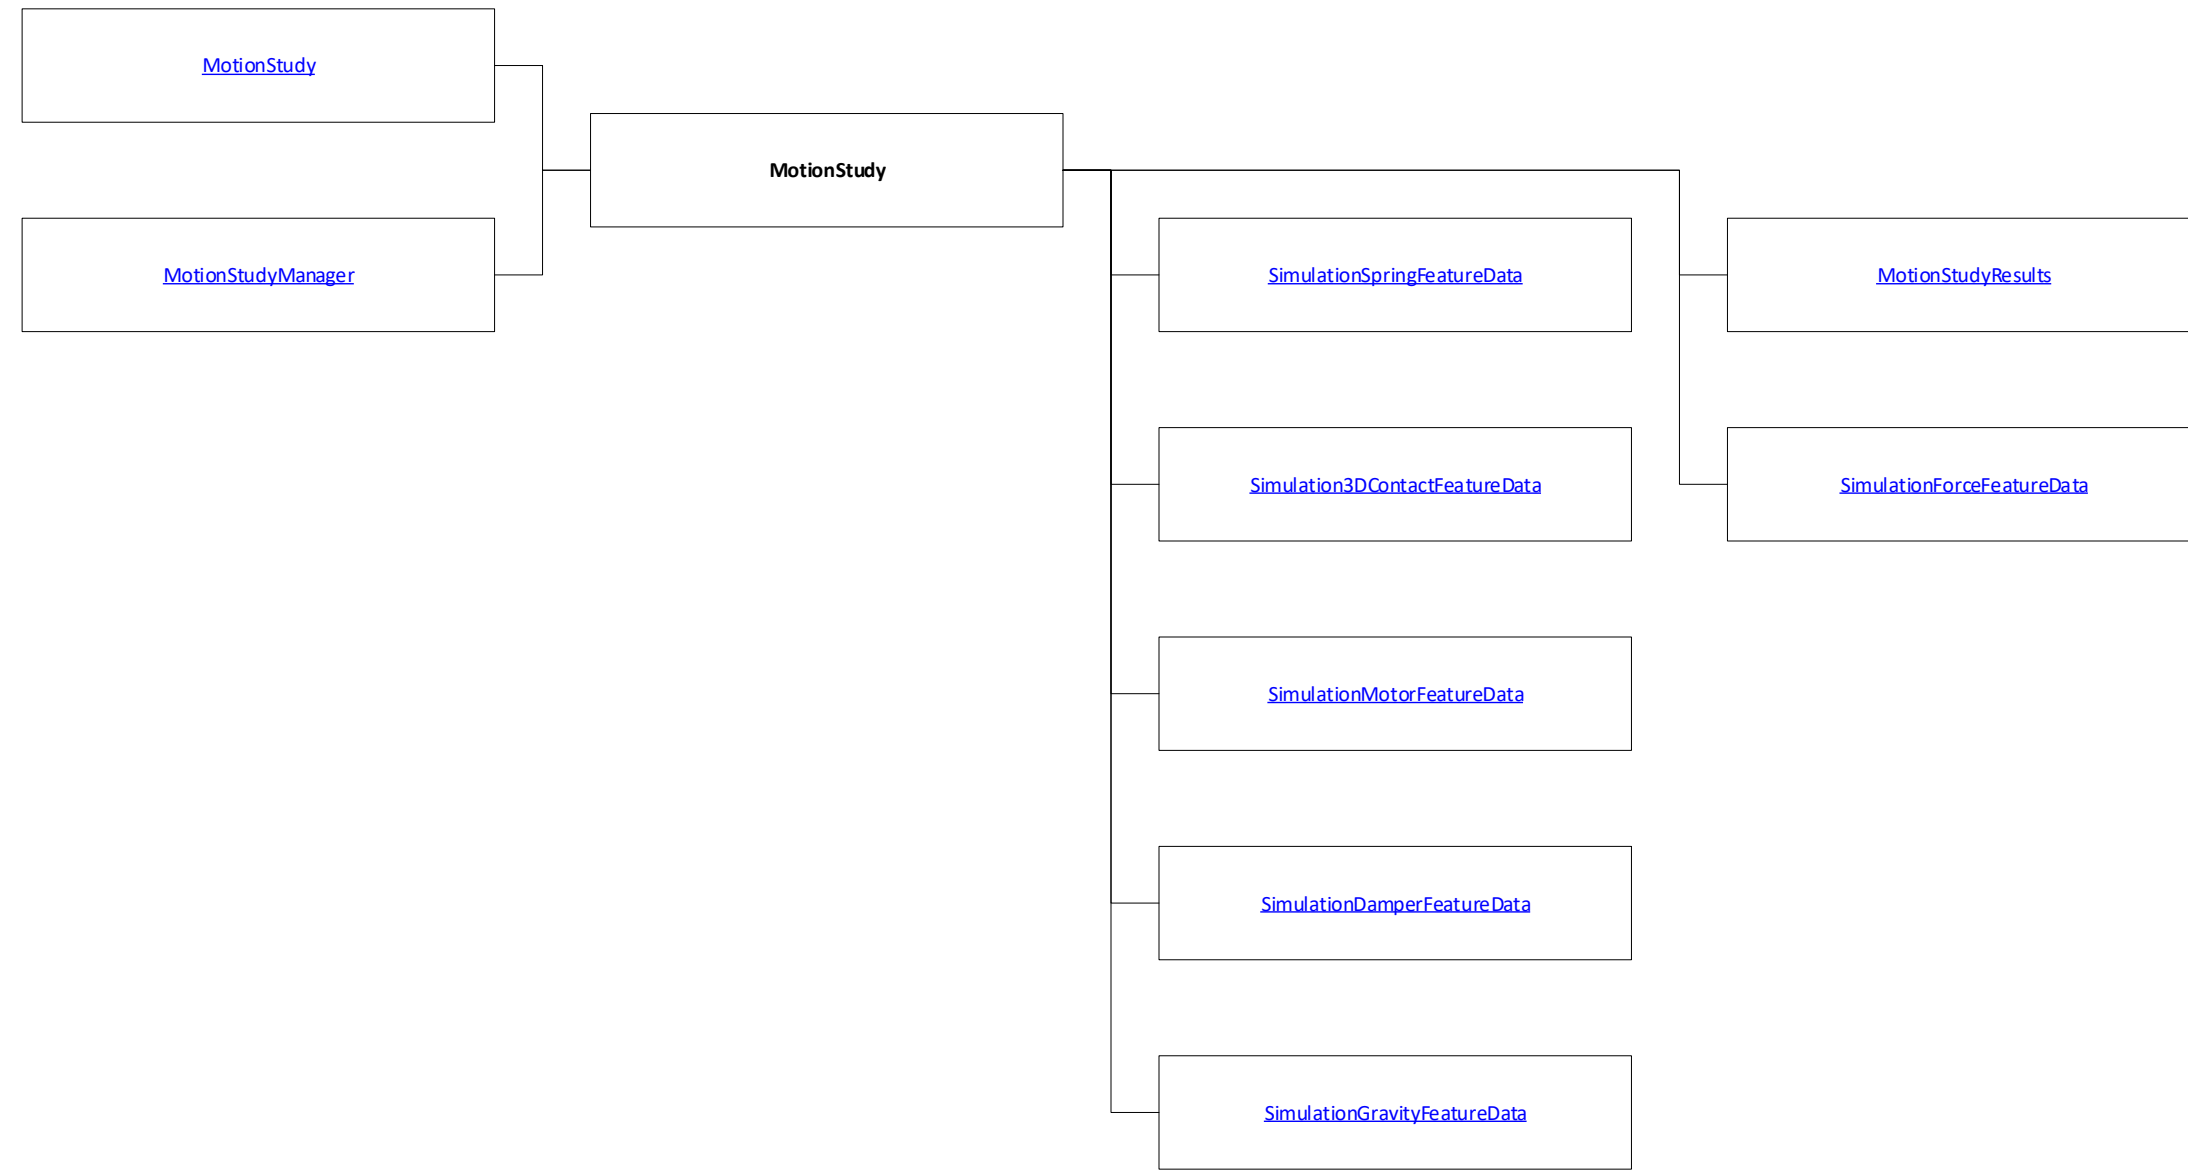 MotionStudy
MotionStudy
MotionStudyManager
SimulationSpringFeatureData
MotionStudyResults
Simulation3DContactFeatureData
SimulationForceFeatureData
SimulationMotorFeatureData
SimulationDamperFeatureData
SimulationGravityFeatureData